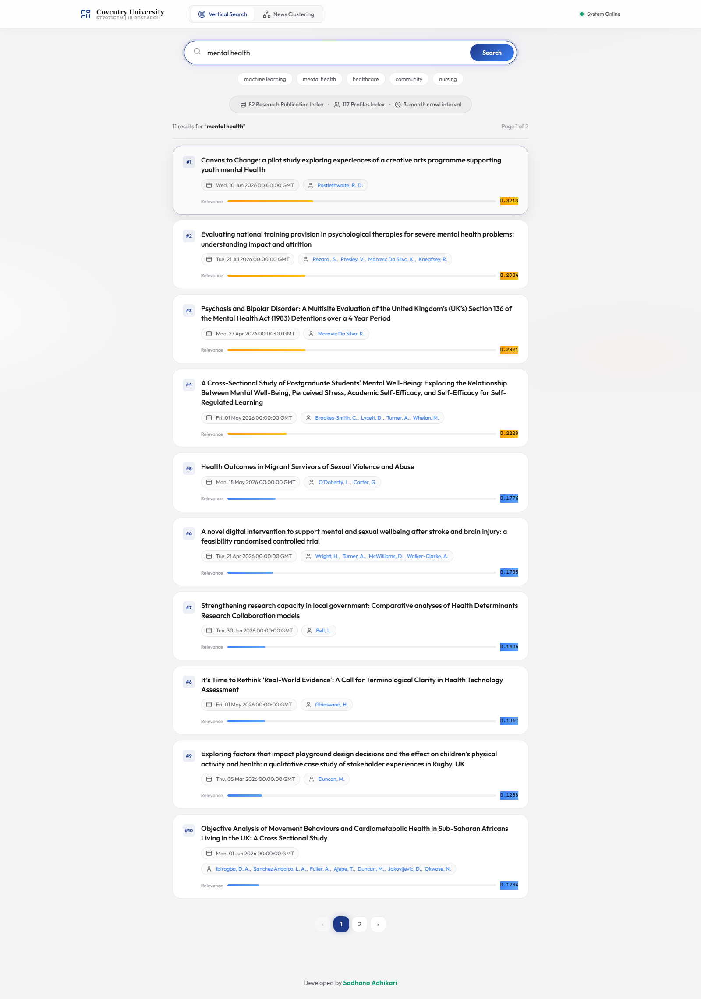 Coventry University
ST7071CEM | IR RESEARCH
Vertical Search
News Clustering
System Online
mental health
Search
machine learning
mental health
healthcare
community
nursing
82 Research Publication Index • 117 Profiles Index • 3-month crawl interval
11 results for “mental health”
Page 1 of 2
#1
Canvas to Change: a pilot study exploring experiences of a creative arts programme supporting
youth mental Health
Wed, 10 Jun 2026 00:00:00 GMT
Postlethwaite, R. D.
Relevance
0.3213
#2
Evaluating national training provision in psychological therapies for severe mental health problems:
understanding impact and attrition
Tue, 21 Jul 2026 00:00:00 GMT
Pezaro , S., Presley, V., Maravic Da Silva, K., Kneafsey, R.
Relevance
0.2934
#3
Psychosis and Bipolar Disorder: A Multisite Evaluation of the United Kingdom’s (UK’s) Section 136 of
the Mental Health Act (1983) Detentions over a 4 Year Period
Mon, 27 Apr 2026 00:00:00 GMT
Maravic Da Silva, K.
Relevance
0.2921
#4
A Cross-Sectional Study of Postgraduate Students' Mental Well-Being: Exploring the Relationship
Between Mental Well-Being, Perceived Stress, Academic Self-Efficacy, and Self-Efficacy for Self-
Regulated Learning
Fri, 01 May 2026 00:00:00 GMT
Brookes-Smith, C., Lycett, D., Turner, A., Whelan, M.
Relevance
0.2228
#5
Health Outcomes in Migrant Survivors of Sexual Violence and Abuse
Mon, 18 May 2026 00:00:00 GMT
O'Doherty, L., Carter, G.
Relevance
0.1776
#6
A novel digital intervention to support mental and sexual wellbeing after stroke and brain injury: a
feasibility randomised controlled trial
Tue, 21 Apr 2026 00:00:00 GMT
Wright, H., Turner, A., McWilliams, D., Walker-Clarke, A.
Relevance
0.1705
#7
Strengthening research capacity in local government: Comparative analyses of Health Determinants
Research Collaboration models
Tue, 30 Jun 2026 00:00:00 GMT
Bell, L.
Relevance
0.1436
#8
It’s Time to Rethink ‘Real-World Evidence’: A Call for Terminological Clarity in Health Technology
Assessment
Fri, 01 May 2026 00:00:00 GMT
Ghiasvand, H.
Relevance
0.1367
#9
Exploring factors that impact playground design decisions and the effect on children’s physical
activity and health: a qualitative case study of stakeholder experiences in Rugby, UK
Thu, 05 Mar 2026 00:00:00 GMT
Duncan, M.
Relevance
0.1288
#10
Objective Analysis of Movement Behaviours and Cardiometabolic Health in Sub-Saharan Africans
Living in the UK: A Cross Sectional Study
Mon, 01 Jun 2026 00:00:00 GMT
Ibirogba, D. A., Sanchez Andalco, L. A., Fuller, A., Ajepe, T., Duncan, M., Jakovljevic, D., Okwose, N.
Relevance
0.1234
‹ 1 2 ›
Developed by Sadhana Adhikari